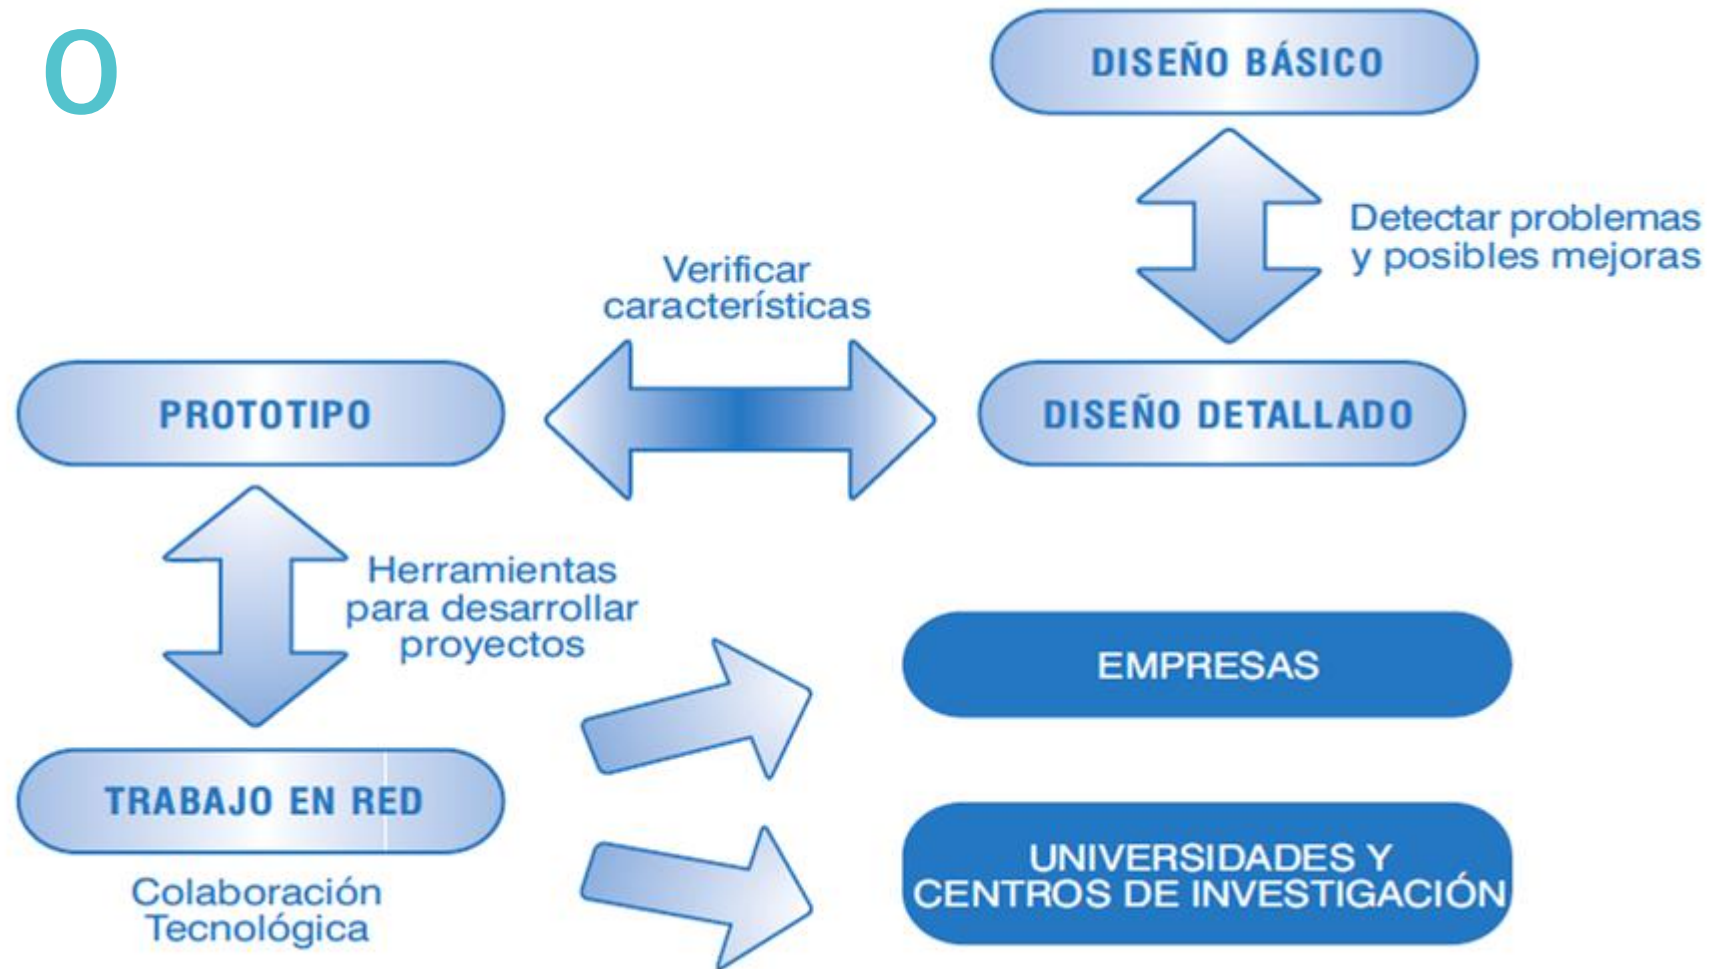 O
DISEÑO BÁSICO
Detectar problemas
y posibles mejoras
Verificar
características
PROTOTIPO
DISEÑO DETALLADO
Herramientas
para desarrollar
proyectos
EMPRESAS
TRABAJO EN RED
Colaboración
Tecnológica
UNIVERSIDADES Y
CENTROS DE INVESTIGACIÓN